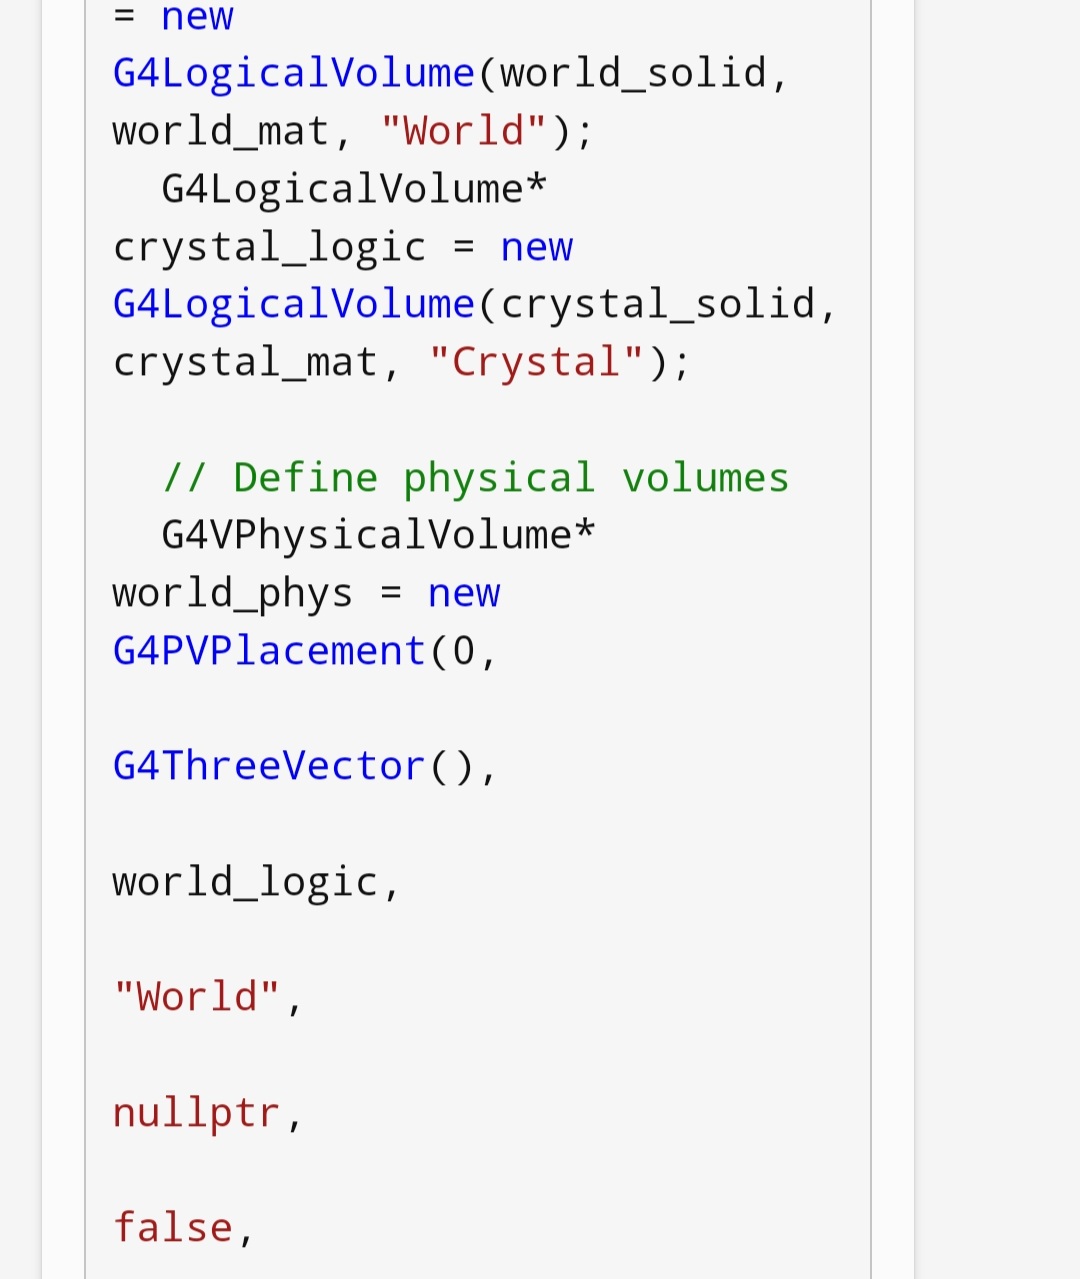 = new
G4LogicalVolume(world_solid,
world_mat, "World");
G4LogicalVolume*
crystal_logic = new
G4LogicalVolume(crystal_solid,
crystal_mat, "Crystal");
// Define physical volumes
G4VPhysicalVolume*
world_phys = new
G4PVPlacement(0,
G4ThreeVector(),
world_logic,
"World",
nullptr,
false,